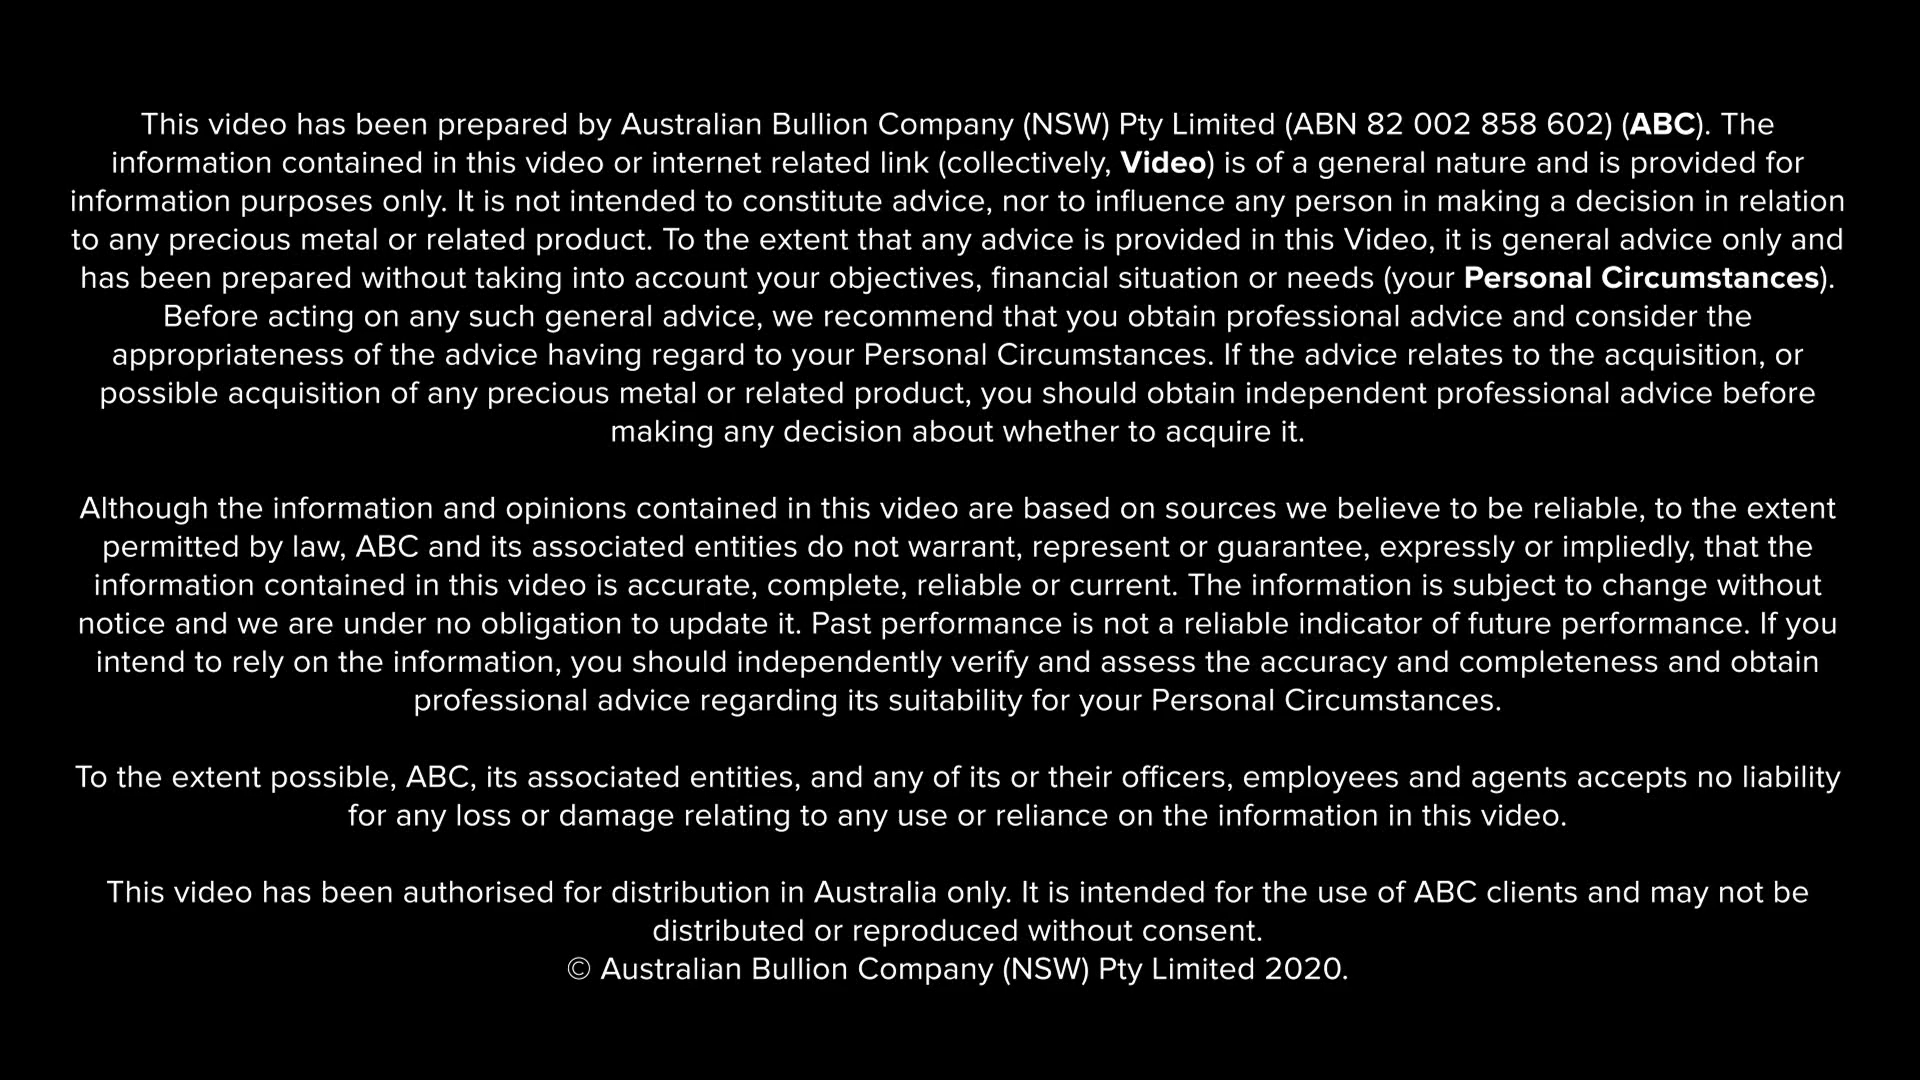 This video has been prepared by Australian Bullion Company (NSW) Pty Limited (ABN 82 002 858 602) (ABC). The
information contained in this video or internet related link (collectively, Video) is of a general nature and is provided for
information purposes only. It is not intended to constitute advice, nor to influence any person in making a decision in relation
to any precious metal or related product. To the extent that any advice is provided in this Video, it is general advice only and
has been prepared without taking into account your objectives, financial situation or needs (your Personal Circumstances).
Before acting on any such general advice, we recommend that you obtain professional advice and consider the
appropriateness of the advice having regard to your Personal Circumstances. If the advice relates to the acquisition, or
possible acquisition of any precious metal or related product, you should obtain independent professional advice before
making any decision about whether to acquire it.
Although the information and opinions contained in this video are based on sources we believe to be reliable, to the extent
permitted by law, ABC and its associated entities do not warrant, represent or guarantee, expressly or impliedly, that the
information contained in this video is accurate, complete, reliable or current. The information is subject to change without
notice and we are under no obligation to update it. Past performance is not a reliable indicator of future performance. If you
intend to rely on the information, you should independently verify and assess the accuracy and completeness and obtain
professional advice regarding its suitability for your Personal Circumstances.
To the extent possible, ABC, its associated entities, and any of its or their officers, employees and agents accepts no liability
for any loss or damage relating to any use or reliance on the information in this video.
This video has been authorised for distribution in Australia only. It is intended for the use of ABC clients and may not be
distributed or reproduced without consent.
© Australian Bullion Company (NSW) Pty Limited 2020.